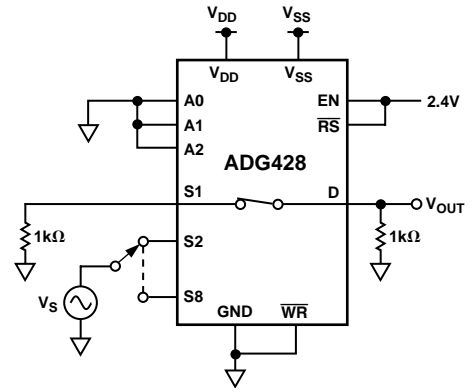 VDD VSS
VDD VSS
A0 EN 2.4V
A1 RS
A2
ADG428
S1 D VOUT
1kΩ S2 1kΩ
VS S8
GND WR